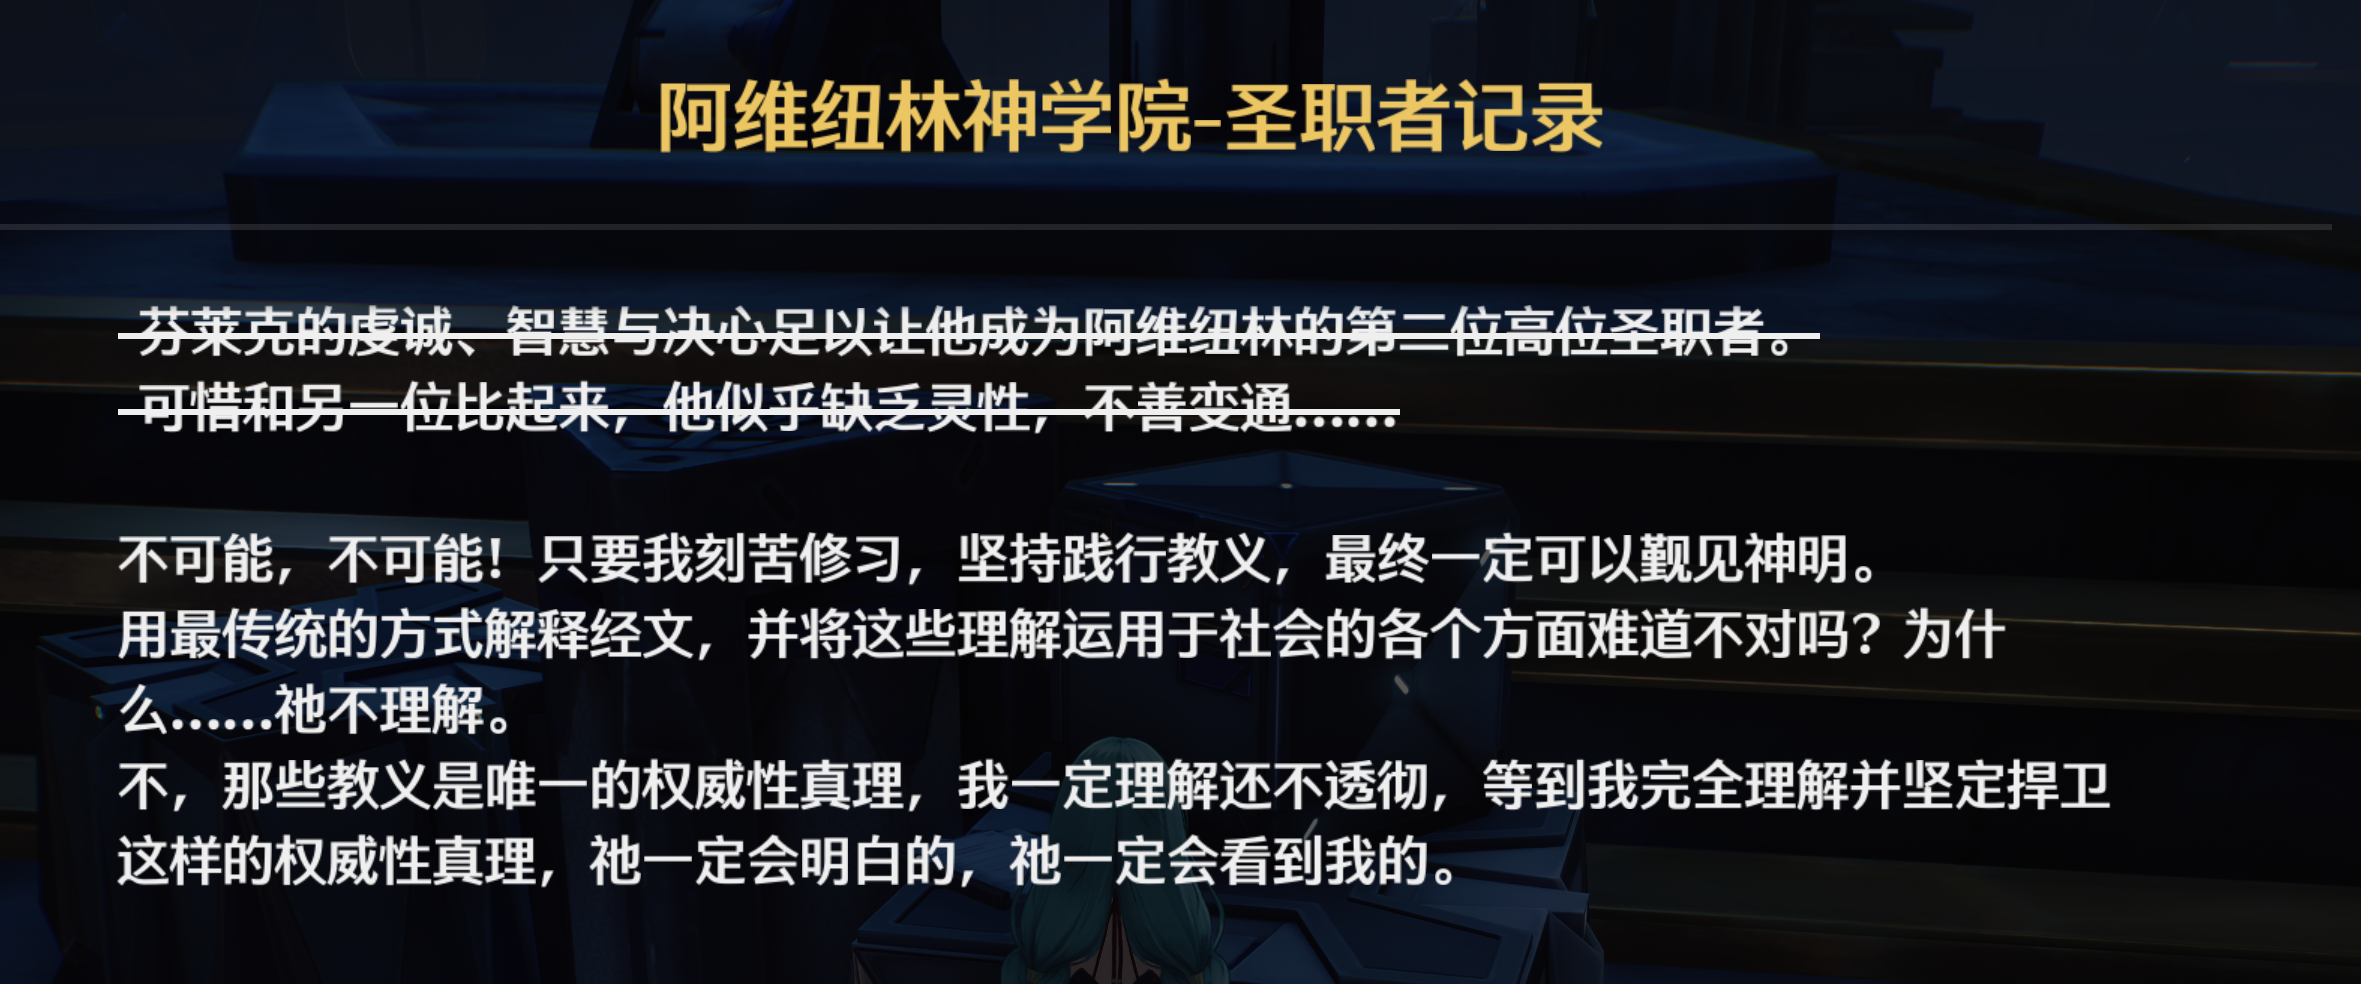 阿维纽林神学院-圣职者记录
芬莱克的虔诚、智慧与决心足以让他成为阿维纽林的第二位高位圣职者。
可惜和另一位比起来，他似乎缺乏灵性，不善变通……
不可能，不可能！只要我刻苦修习，坚持践行教义，最终一定可以觐见神明。
用最传统的方式解释经文，并将这些理解运用于社会的各个方面难道不对吗？为什
么……祂不理解。
不，那些教义是唯一的权威性真理，我一定理解还不透彻，等到我完全理解并坚定捍卫
这样的权威性真理，祂一定会明白的，祂一定会看到我的。